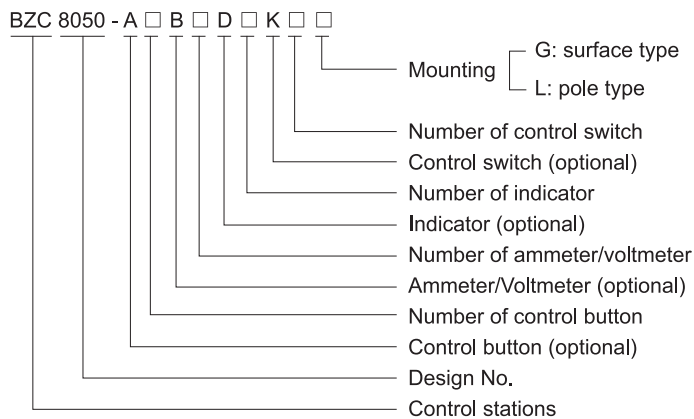 BZC 8050 - A □ B □ D □ K □ □
G: surface type
Mounting
L: pole type
Number of control switch
Control switch (optional)
Number of indicator
Indicator (optional)
Number of ammeter/voltmeter
Ammeter/Voltmeter (optional)
Number of control button
Control button (optional)
Design No.
Control stations